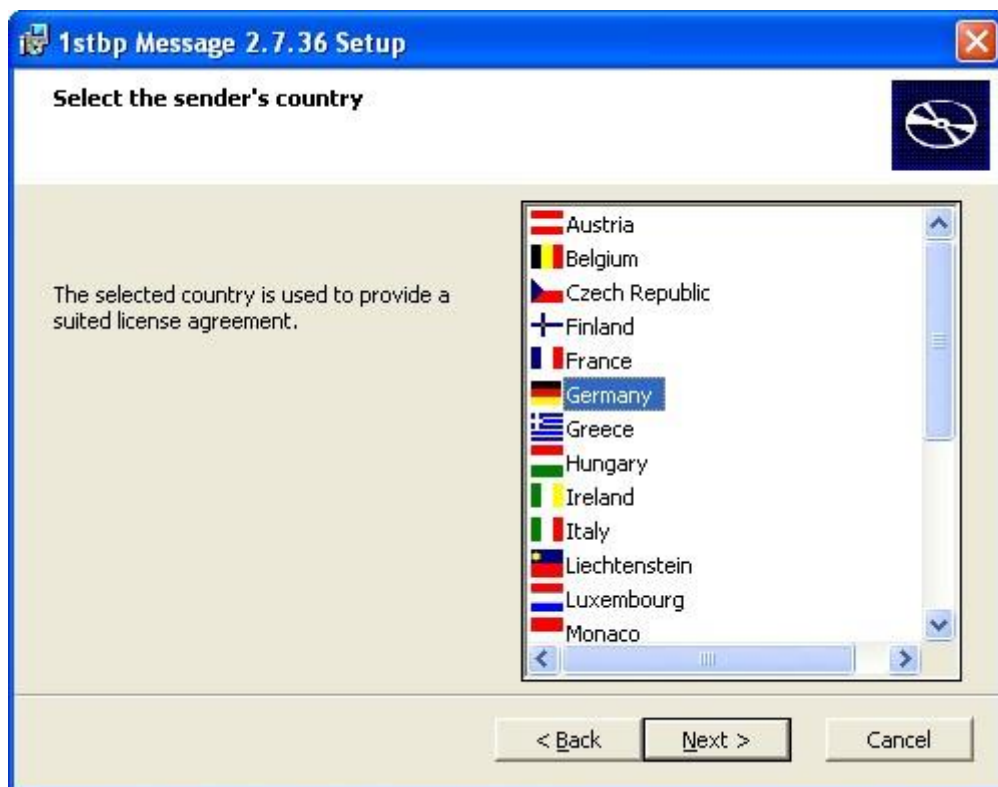 1stbp Message 2.7.36 Setup
Select the sender's country
The selected country is used to provide a
suited license agreement.
Austria
Belgium
Czech Republic
Finland
France
Germany
Greece
Hungary
Ireland
Italy
Liechtenstein
Luxembourg
Monaco
< Back
Next >
Cancel